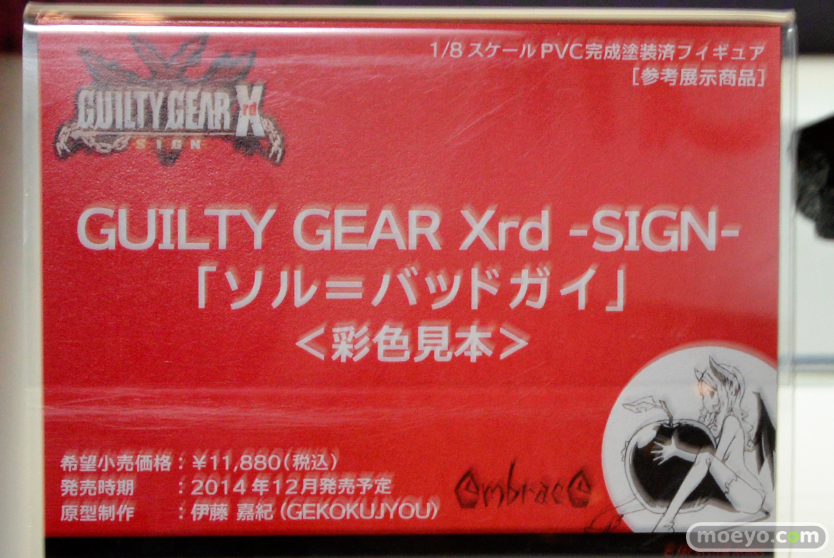 1/8スケールPVC完成塗装済フィギュア
[参考展示商品]
GUILTY GEAR Xrd
SIGN
GUILTY GEAR Xrd -SIGN-
「ソル＝バッドガイ」
＜彩色見本＞
希望小売価格：¥11,880(税込)
発売時期　：2014年12月発売予定
原型制作　：伊藤 嘉紀(GEKOKUJYOU)
embrace
moeyo.com